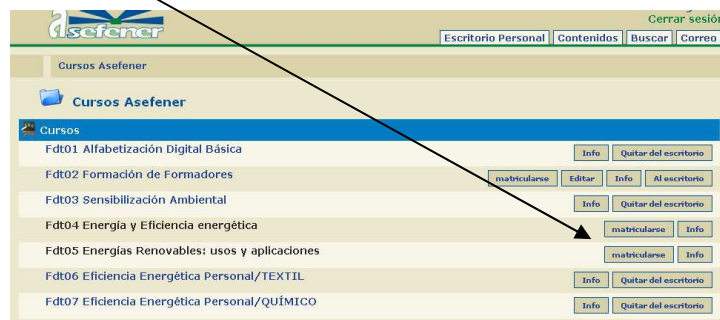 Cerrar sesión
asefener
Escritorio Personal Contenidos Buscar Correo
Cursos Asefener
Cursos Asefener
Cursos
Fdt01 Alfabetización Digital Básica Info Quitar del escritorio
Fdt02 Formación de Formadores matricularse Editar Info Al escritorio
Fdt03 Sensibilización Ambiental Info Quitar del escritorio
Fdt04 Energía y Eficiencia energética matricularse Info
Fdt05 Energías Renovables: usos y aplicaciones matricularse Info
Fdt06 Eficiencia Energética Personal/TEXTIL Info Quitar del escritorio
Fdt07 Eficiencia Energética Personal/QUÍMICO Info Quitar del escritorio